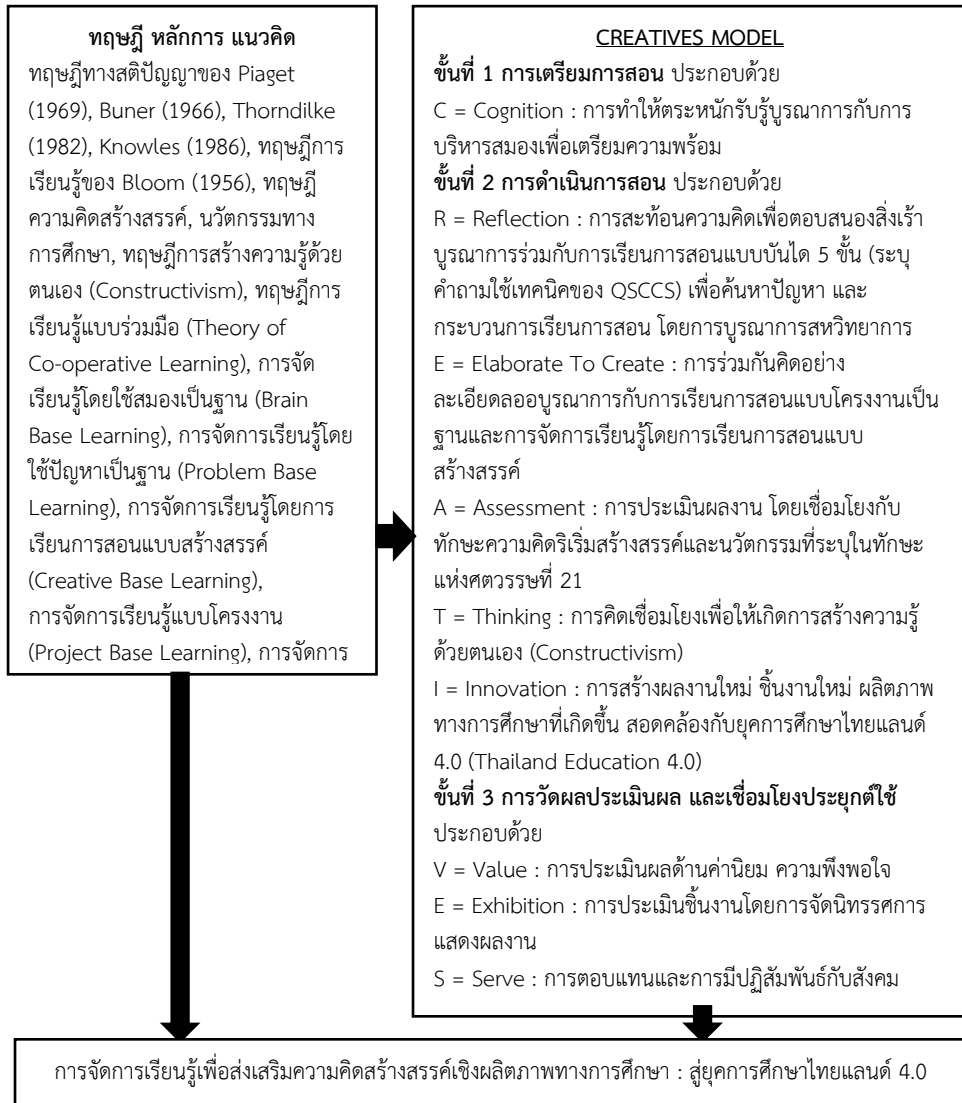 ทฤษฎี หลักการ แนวคิด
ทฤษฎีทางสติปัญญาของ Piaget
(1969), Buner (1966), Thorndilke
(1982), Knowles (1986), ทฤษฎีการ
เรียนรู้ของ Bloom (1956), ทฤษฎี
ความคิดสร้างสรรค์, นวัตกรรมทาง
การศึกษา, ทฤษฎีการสร้างความรู้ด้วย
ตนเอง (Constructivism), ทฤษฎีการ
เรียนรู้แบบร่วมมือ (Theory of
Co-operative Learning), การจัด
เรียนรู้โดยใช้สมองเป็นฐาน (Brain
Base Learning), การจัดการเรียนรู้โดย
ใช้ปัญหาเป็นฐาน (Problem Base
Learning), การจัดการเรียนรู้โดยการ
เรียนการสอนแบบสร้างสรรค์
(Creative Base Learning),
การจัดการเรียนรู้แบบโครงงาน
(Project Base Learning), การจัดการ
CREATIVES MODEL
ขั้นที่ 1 การเตรียมการสอน ประกอบด้วย
C = Cognition : การทำให้ตระหนักรับรู้บูรณาการกับการ
บริหารสมองเพื่อเตรียมความพร้อม
ขั้นที่ 2 การดำเนินการสอน ประกอบด้วย
R = Reflection : การสะท้อนความคิดเพื่อตอบสนองสิ่งเร้า
บูรณาการร่วมกับการเรียนการสอนแบบบันได 5 ขั้น (ระบุ
คำถามใช้เทคนิคของ QSCCS) เพื่อค้นหาปัญหา และ
กระบวนการเรียนการสอน โดยการบูรณาการสหวิทยาการ
E = Elaborate To Create : การร่วมกันคิดอย่าง
ละเอียดลออบูรณาการกับการเรียนการสอนแบบโครงงานเป็น
ฐานและการจัดการเรียนรู้โดยการเรียนการสอนแบบ
สร้างสรรค์
A = Assessment : การประเมินผลงาน โดยเชื่อมโยงกับ
ทักษะความคิดริเริ่มสร้างสรรค์และนวัตกรรมที่ระบุในทักษะ
แห่งศตวรรษที่ 21
T = Thinking : การคิดเชื่อมโยงเพื่อให้เกิดการสร้างความรู้
ด้วยตนเอง (Constructivism)
I = Innovation : การสร้างผลงานใหม่ ชิ้นงานใหม่ ผลิตภาพ
ทางการศึกษาที่เกิดขึ้น สอดคล้องกับยุคการศึกษาไทยแลนด์
4.0 (Thailand Education 4.0)
ขั้นที่ 3 การวัดผลประเมินผล และเชื่อมโยงประยุกต์ใช้
ประกอบด้วย
V = Value : การประเมินผลด้านค่านิยม ความพึงพอใจ
E = Exhibition : การประเมินชิ้นงานโดยการจัดนิทรรศการ
แสดงผลงาน
S = Serve : การตอบแทนและการมีปฏิสัมพันธ์กับสังคม
การจัดการเรียนรู้เพื่อส่งเสริมความคิดสร้างสรรค์เชิงผลิตภาพทางการศึกษา : สู่ยุคการศึกษาไทยแลนด์ 4.0